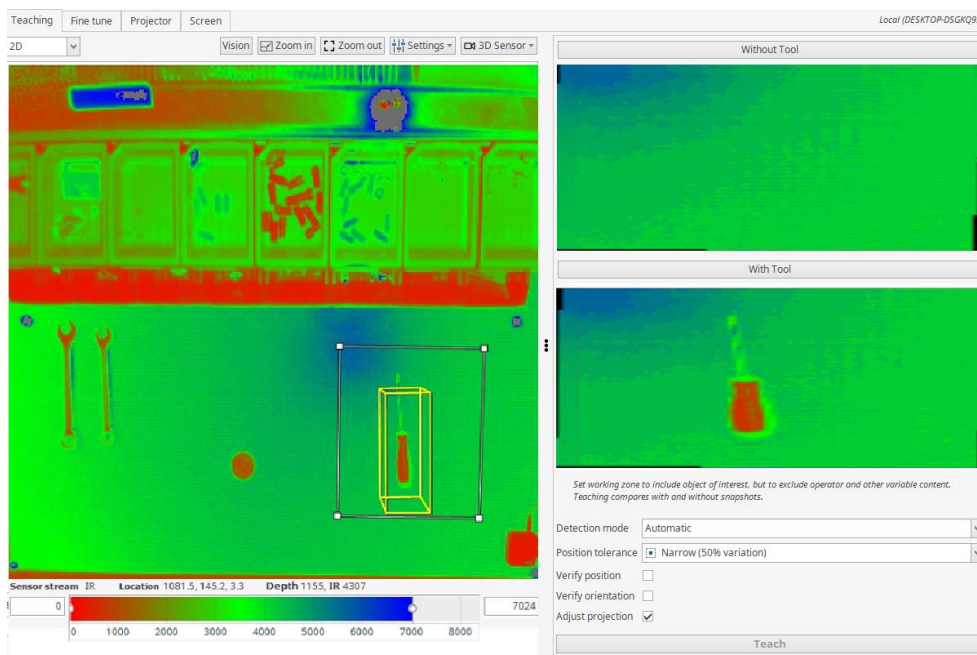 Teaching Fine tune Projector Screen Local (DESKTOP-DSGKQ9
2D Vision Zoom in Zoom out Settings 3D Sensor
Without Tool
With Tool
Set working zone to include object of interest, but to exclude operator and other variable content.
Teaching compares with and without snapshots.
Detection mode Automatic
Position tolerance Narrow (50% variation)
Verify position
Verify orientation
Adjust projection
Teach
Sensor stream IR Location 1081.5, 145.2, 3.3 Depth 1155, IR 4307
0 7024
0 1000 2000 3000 4000 5000 6000 7000 8000